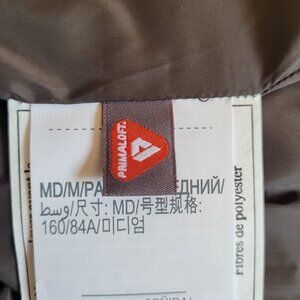 PRIMALOFT®
MD/M/PA ЕДНИЙ/
وسط/尺寸: MD/号型规格:
160/84A/미디엄
Fibres de polyester